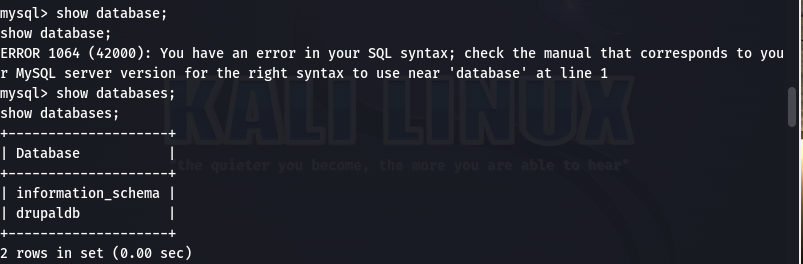 mysql> show database;
show database;
ERROR 1064 (42000): You have an error in your SQL syntax; check the manual that corresponds to you
r MySQL server version for the right syntax to use near 'database' at line 1
mysql> show databases;
show databases;
+--------------------+
| Database           |
+--------------------+
| information_schema |
| drupaldb           |
+--------------------+
2 rows in set (0.00 sec)
KALI LINUX
"the quieter you become, the more you are able to hear"